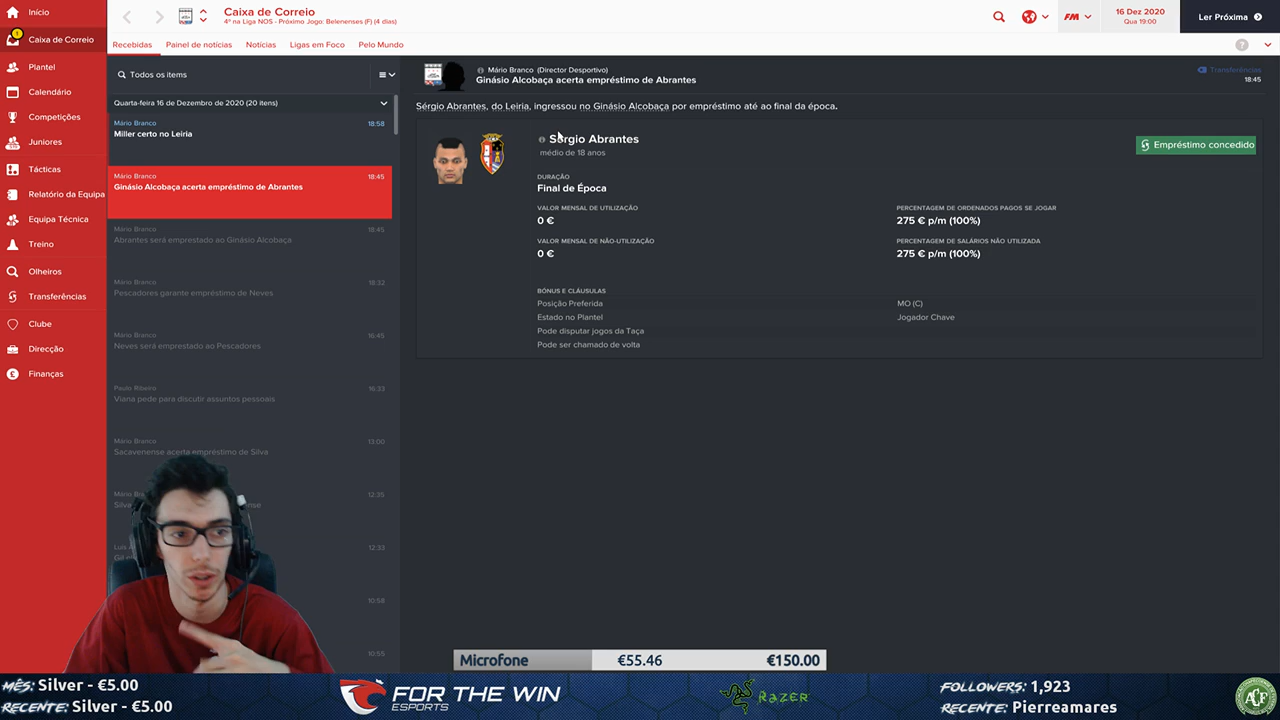 Início
Caixa de Correio
1
Plantel
Calendário
Competições
Juniores
Tácticas
Relatório da Equipa
Equipa Técnica
Treino
Olheiros
Transferências
Clube
Direcção
Finanças
Caixa de Correio
4º na Liga NOS - Próximo Jogo: Belenenses (F) (4 dias)
FM
16 Dez 2020
Qua 19:00
Ler Próxima
Recebidas
Painel de notícias
Notícias
Ligas em Foco
Pelo Mundo
?
Todos os items
Quarta-feira 16 de Dezembro de 2020 (20 itens)
Mário Branco 18:58
Miller certo no Leiria
Mário Branco 18:45
Ginásio Alcobaça acerta empréstimo de Abrantes
Mário Branco 18:45
Abrantes será emprestado ao Ginásio Alcobaça
Mário Branco 18:32
Pescadores garante empréstimo de Neves
Mário Branco 16:45
Neves será emprestado ao Pescadores
Paulo Ribeiro 16:33
Viana pede para discutir assuntos pessoais
Mário Branco 13:00
Sacavenense acerta empréstimo de Silva
Mário 12:35
12:33
10:58
10:55
Mário Branco (Director Desportivo)
Ginásio Alcobaça acerta empréstimo de Abrantes
Transferências
18:45
Sérgio Abrantes, do Leiria, ingressou no Ginásio Alcobaça por empréstimo até ao final da época.
Sérgio Abrantes
médio de 18 anos
Empréstimo concedido
DURAÇÃO
Final de Época
VALOR MENSAL DE UTILIZAÇÃO
0 €
PERCENTAGEM DE ORDENADOS PAGOS SE JOGAR
275 € p/m (100%)
VALOR MENSAL DE NÃO-UTILIZAÇÃO
0 €
PERCENTAGEM DE SALÁRIOS NÃO UTILIZADA
275 € p/m (100%)
BÓNUS E CLÁUSULAS
Posição Preferida MO (C)
Estado no Plantel Jogador Chave
Pode disputar jogos da Taça
Pode ser chamado de volta
Microfone €55.46 €150.00
MÊS: Silver - €5.00
RECENTE: Silver - €5.00
FOR THE WIN
ESPORTS
FOLLOWERS: 1,923
RECENTE: Pierreamares
ACF